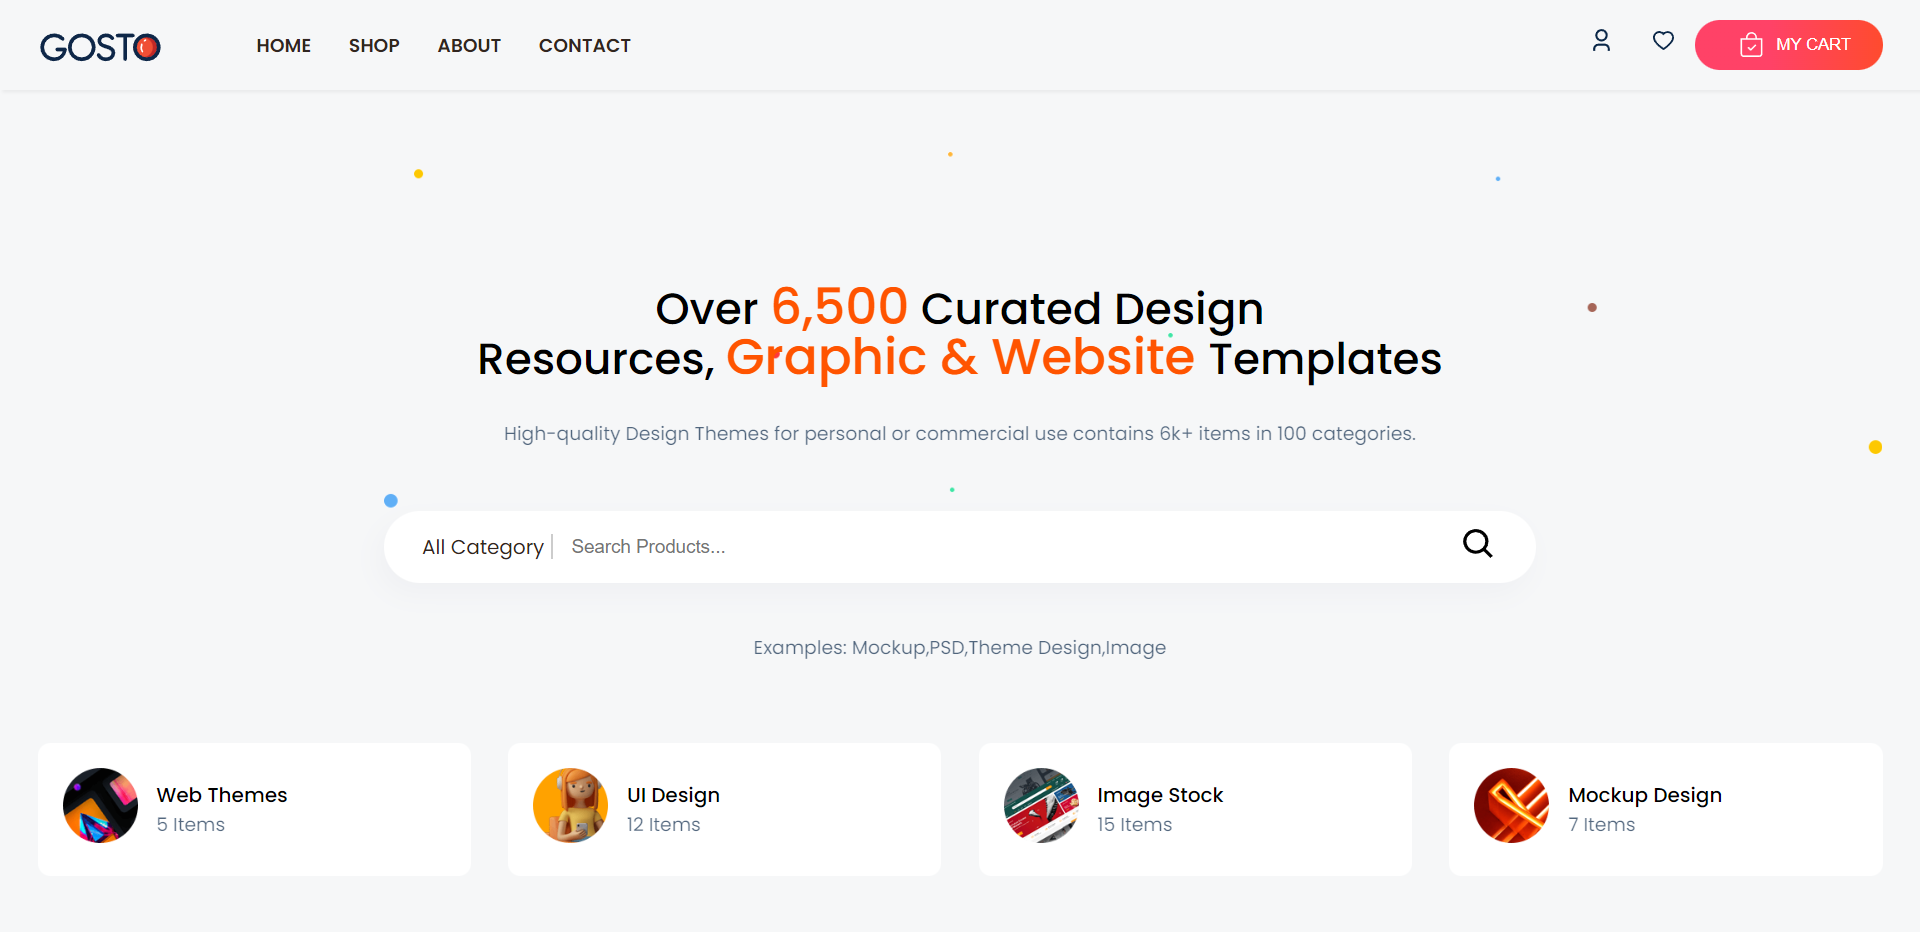 GOSTO
HOME SHOP ABOUT CONTACT
MY CART
Over 6,500 Curated Design
Resources, Graphic & Website Templates
High-quality Design Themes for personal or commercial use contains 6k+ items in 100 categories.
All Category Search Products...
Examples: Mockup,PSD,Theme Design,Image
Web Themes
5 Items
UI Design
12 Items
Image Stock
15 Items
Mockup Design
7 Items